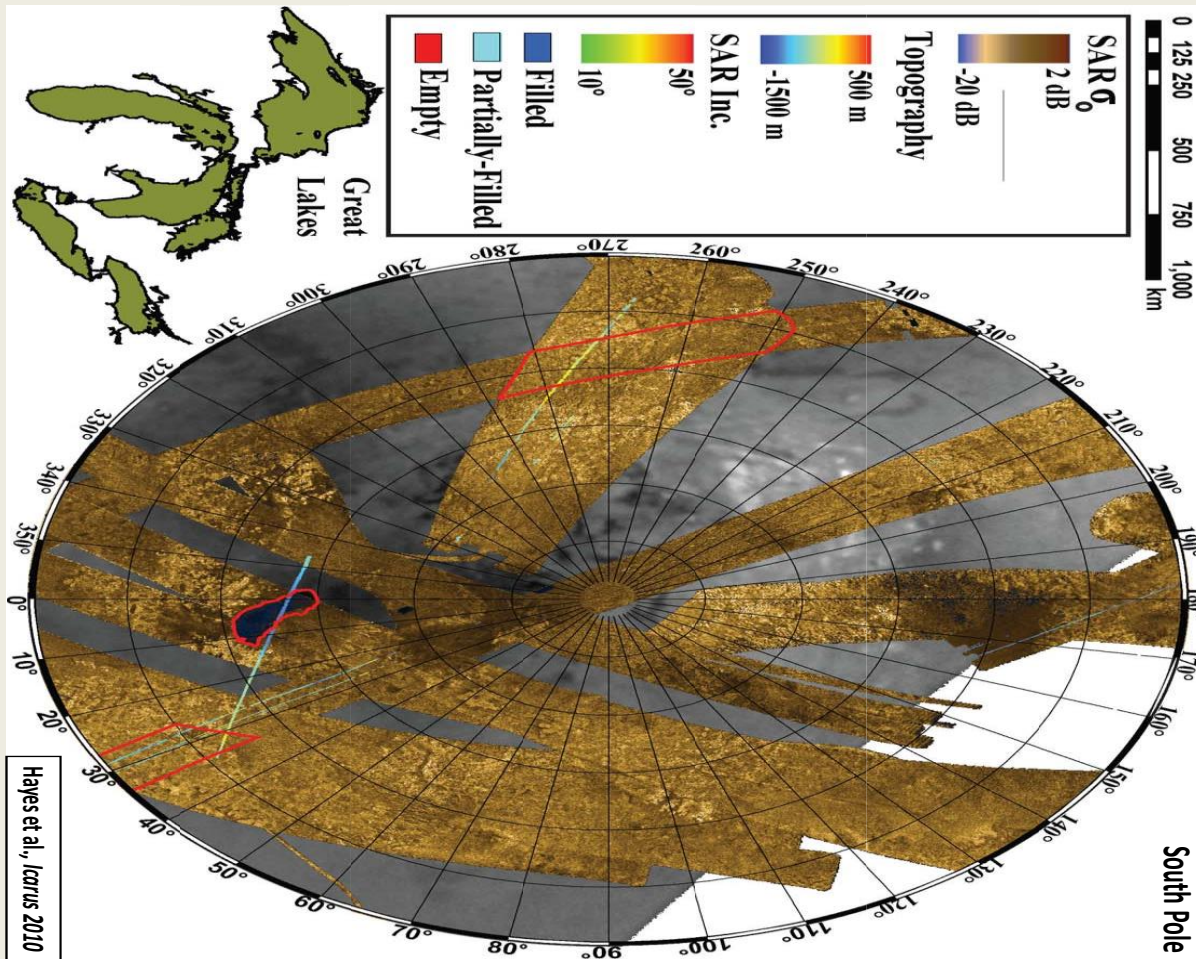 South Pole
0 125 250 500 750 1,000
km
SAR σo
-20 dB 2 dB
Topography
-1500 m 500 m
SAR Inc.
10° 50°
Filled
Partially-Filled
Empty
Great
Lakes
270°
260°
250°
240°
230°
220°
210°
200°
190°
180°
170°
160°
150°
140°
130°
120°
110°
100°
90°
80°
70°
60°
50°
40°
30°
20°
10°
0°
350°
340°
330°
320°
310°
300°
290°
280°
Hayes et al., Icarus 2010